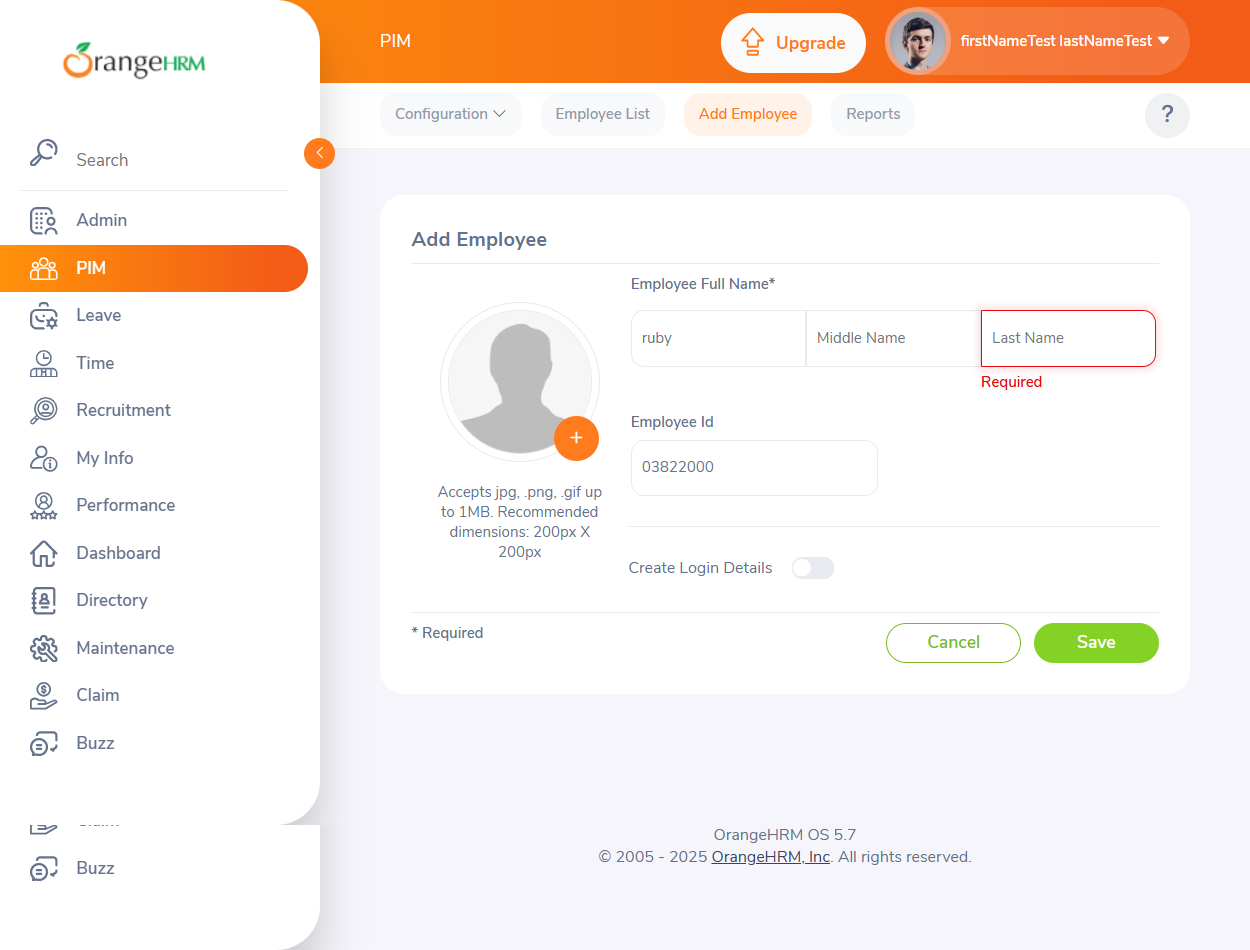 OrangeHRM
PIM
Upgrade
firstNameTest lastNameTest
Configuration
Employee List
Add Employee
Reports
?
Search
Admin
PIM
Leave
Time
Recruitment
My Info
Performance
Dashboard
Directory
Maintenance
Claim
Buzz
Claim
Buzz
Add Employee
Employee Full Name*
ruby
Middle Name
Last Name
Required
+
Accepts jpg, .png, .gif up
to 1MB. Recommended
dimensions: 200px X
200px
Employee Id
03822000
Create Login Details
* Required
Cancel
Save
OrangeHRM OS 5.7
© 2005 - 2025 OrangeHRM, Inc. All rights reserved.